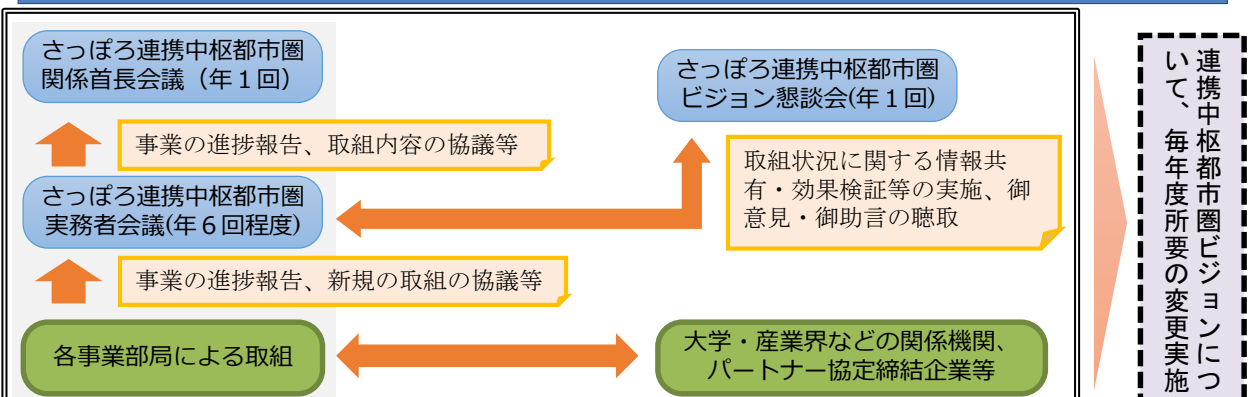 さっぽろ連携中枢都市圏
関係首長会議（年１回）
さっぽろ連携中枢都市圏
ビジョン懇談会(年１回)
事業の進捗報告、取組内容の協議等
取組状況に関する情報共
有・効果検証等の実施、御
意見・御助言の聴取
さっぽろ連携中枢都市圏
実務者会議(年６回程度)
事業の進捗報告、新規の取組の協議等
各事業部局による取組
大学・産業界などの関係機関、
パートナー協定締結企業等
連携中枢都市圏ビジョンにつ
いて、毎年度所要の変更実施